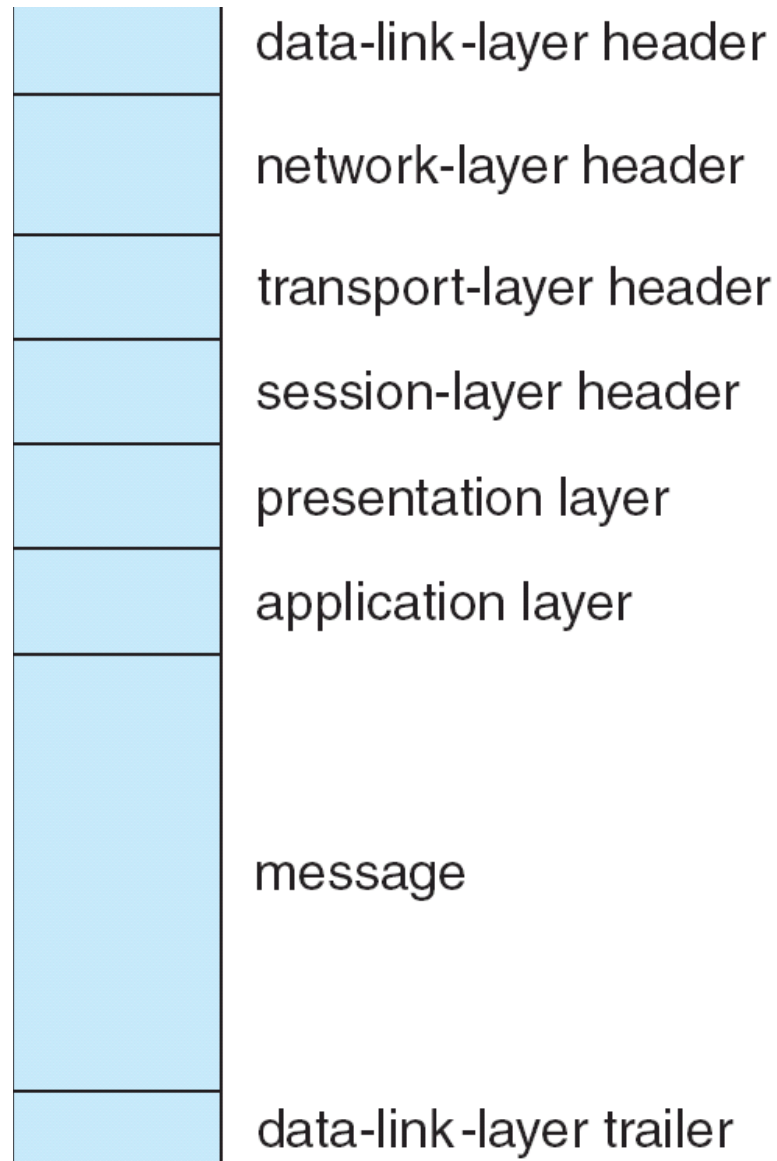 data-link-layer header
network-layer header
transport-layer header
session-layer header
presentation layer
application layer
message
data-link-layer trailer